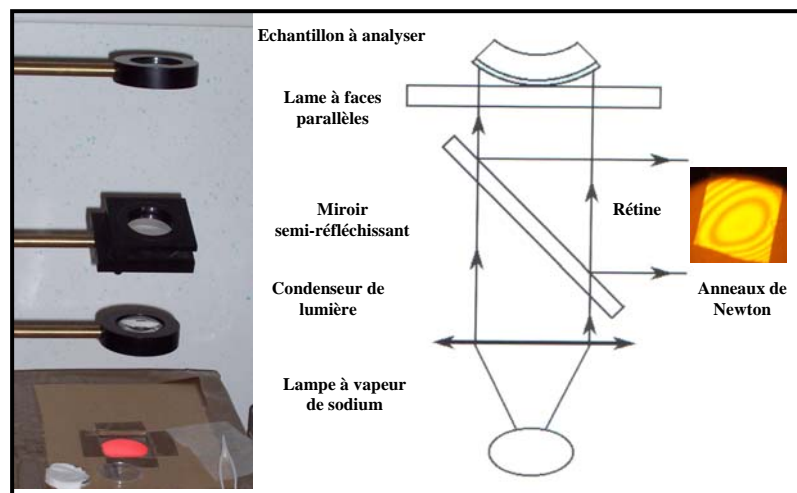 Echantillon à analyser
Lame à faces
parallèles
Miroir
semi-réfléchissant
Rétine
Condenseur de
lumière
Anneaux de
Newton
Lampe à vapeur
de sodium